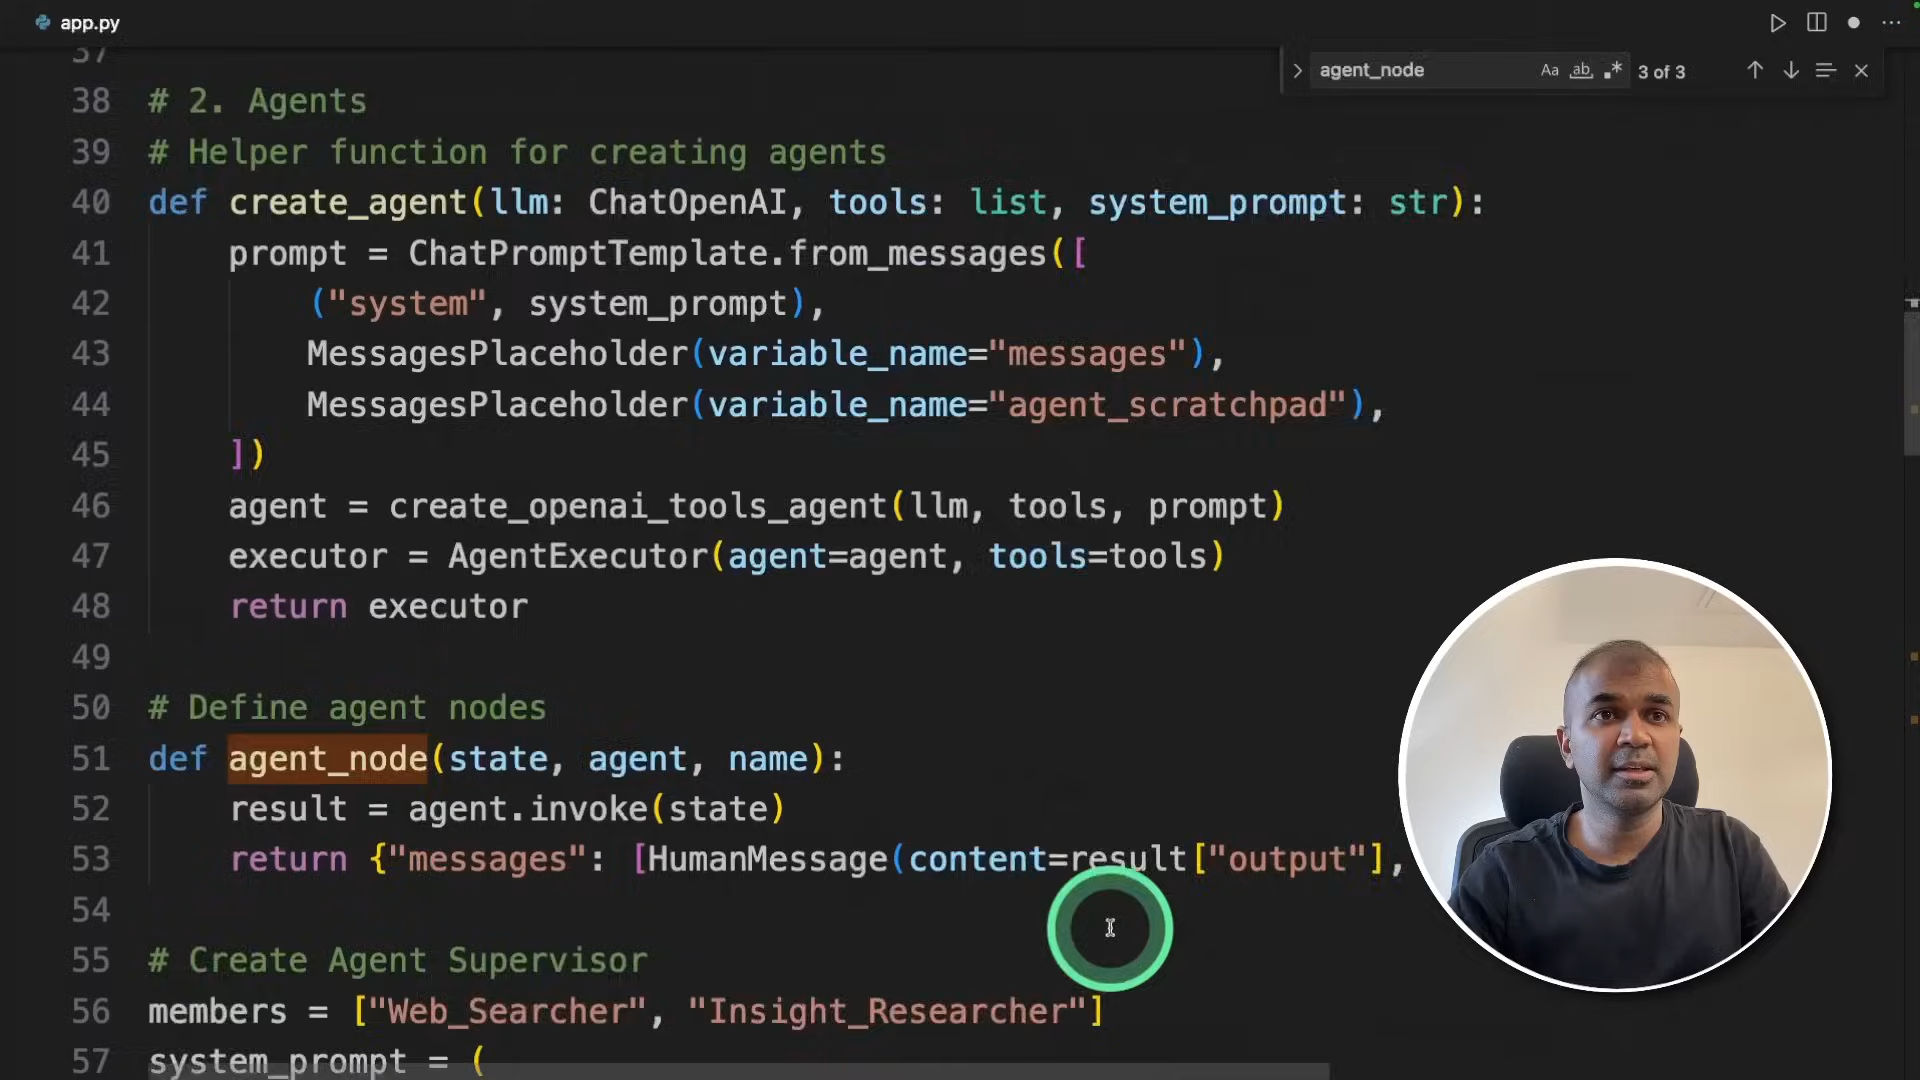 app.py
agent_node Aa ab 3 of 3
37
38 # 2. Agents
39 # Helper function for creating agents
40 def create_agent(llm: ChatOpenAI, tools: list, system_prompt: str):
41 prompt = ChatPromptTemplate.from_messages([
42 ("system", system_prompt),
43 MessagesPlaceholder(variable_name="messages"),
44 MessagesPlaceholder(variable_name="agent_scratchpad"),
45 ])
46 agent = create_openai_tools_agent(llm, tools, prompt)
47 executor = AgentExecutor(agent=agent, tools=tools)
48 return executor
49
50 # Define agent nodes
51 def agent_node(state, agent, name):
52 result = agent.invoke(state)
53 return {"messages": [HumanMessage(content=result["output"],
54
55 # Create Agent Supervisor
56 members = ["Web_Searcher", "Insight_Researcher"]
57 system_prompt = (